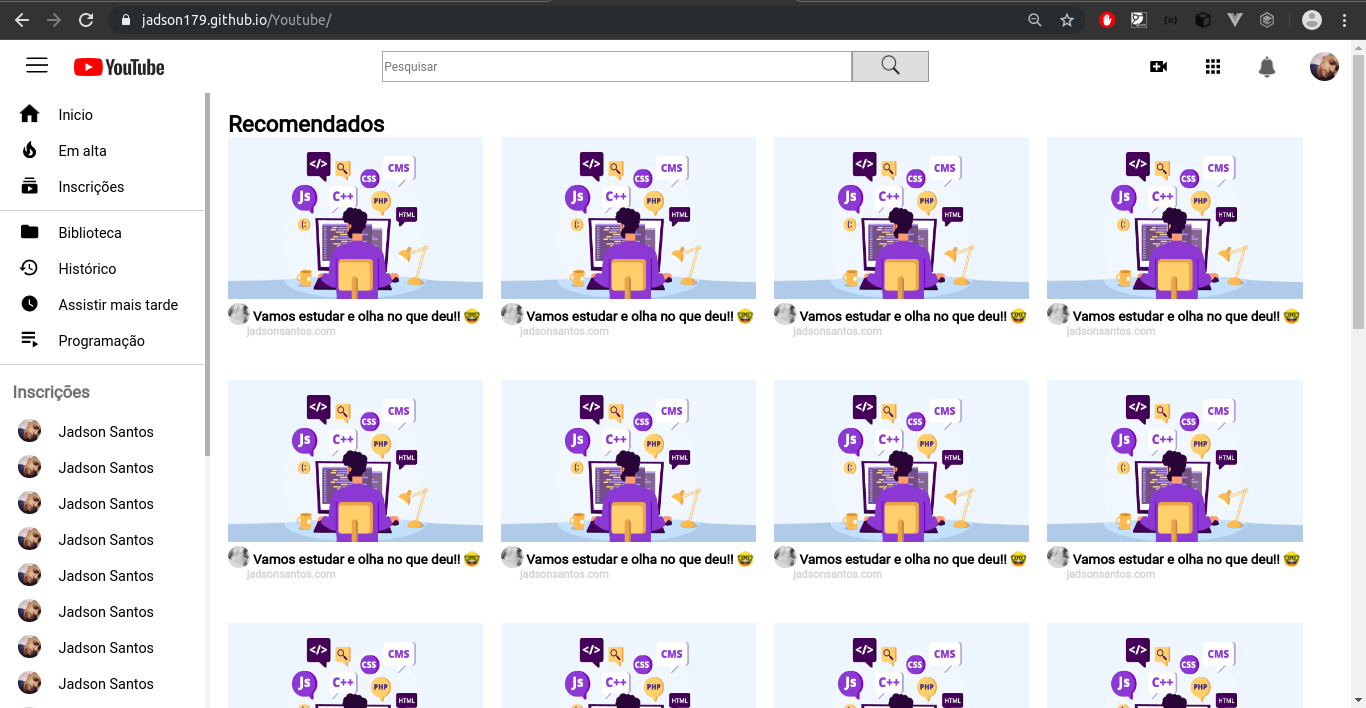 jadson179.github.io/Youtube/
YouTube
Pesquisar
Inicio
Em alta
Inscrições
Biblioteca
Histórico
Assistir mais tarde
Programação
Inscrições
Jadson Santos
Jadson Santos
Jadson Santos
Jadson Santos
Jadson Santos
Jadson Santos
Jadson Santos
Jadson Santos
Recomendados
</> CMS CSS Js C++ PHP HTML
</> CMS CSS Js C++ PHP HTML
</> CMS CSS Js C++ PHP HTML
</> CMS CSS Js C++ PHP HTML
Vamos estudar e olha no que deu!! 🤓
jadsonsantos.com
Vamos estudar e olha no que deu!! 🤓
jadsonsantos.com
Vamos estudar e olha no que deu!! 🤓
jadsonsantos.com
Vamos estudar e olha no que deu!! 🤓
jadsonsantos.com
</> CMS CSS Js C++ PHP HTML
</> CMS CSS Js C++ PHP HTML
</> CMS CSS Js C++ PHP HTML
</> CMS CSS Js C++ PHP HTML
Vamos estudar e olha no que deu!! 🤓
jadsonsantos.com
Vamos estudar e olha no que deu!! 🤓
jadsonsantos.com
Vamos estudar e olha no que deu!! 🤓
jadsonsantos.com
Vamos estudar e olha no que deu!! 🤓
jadsonsantos.com
</> CMS CSS Js C++ PHP HTML
</> CMS CSS Js C++ PHP HTML
</> CMS CSS Js C++ PHP HTML
</> CMS CSS Js C++ PHP HTML